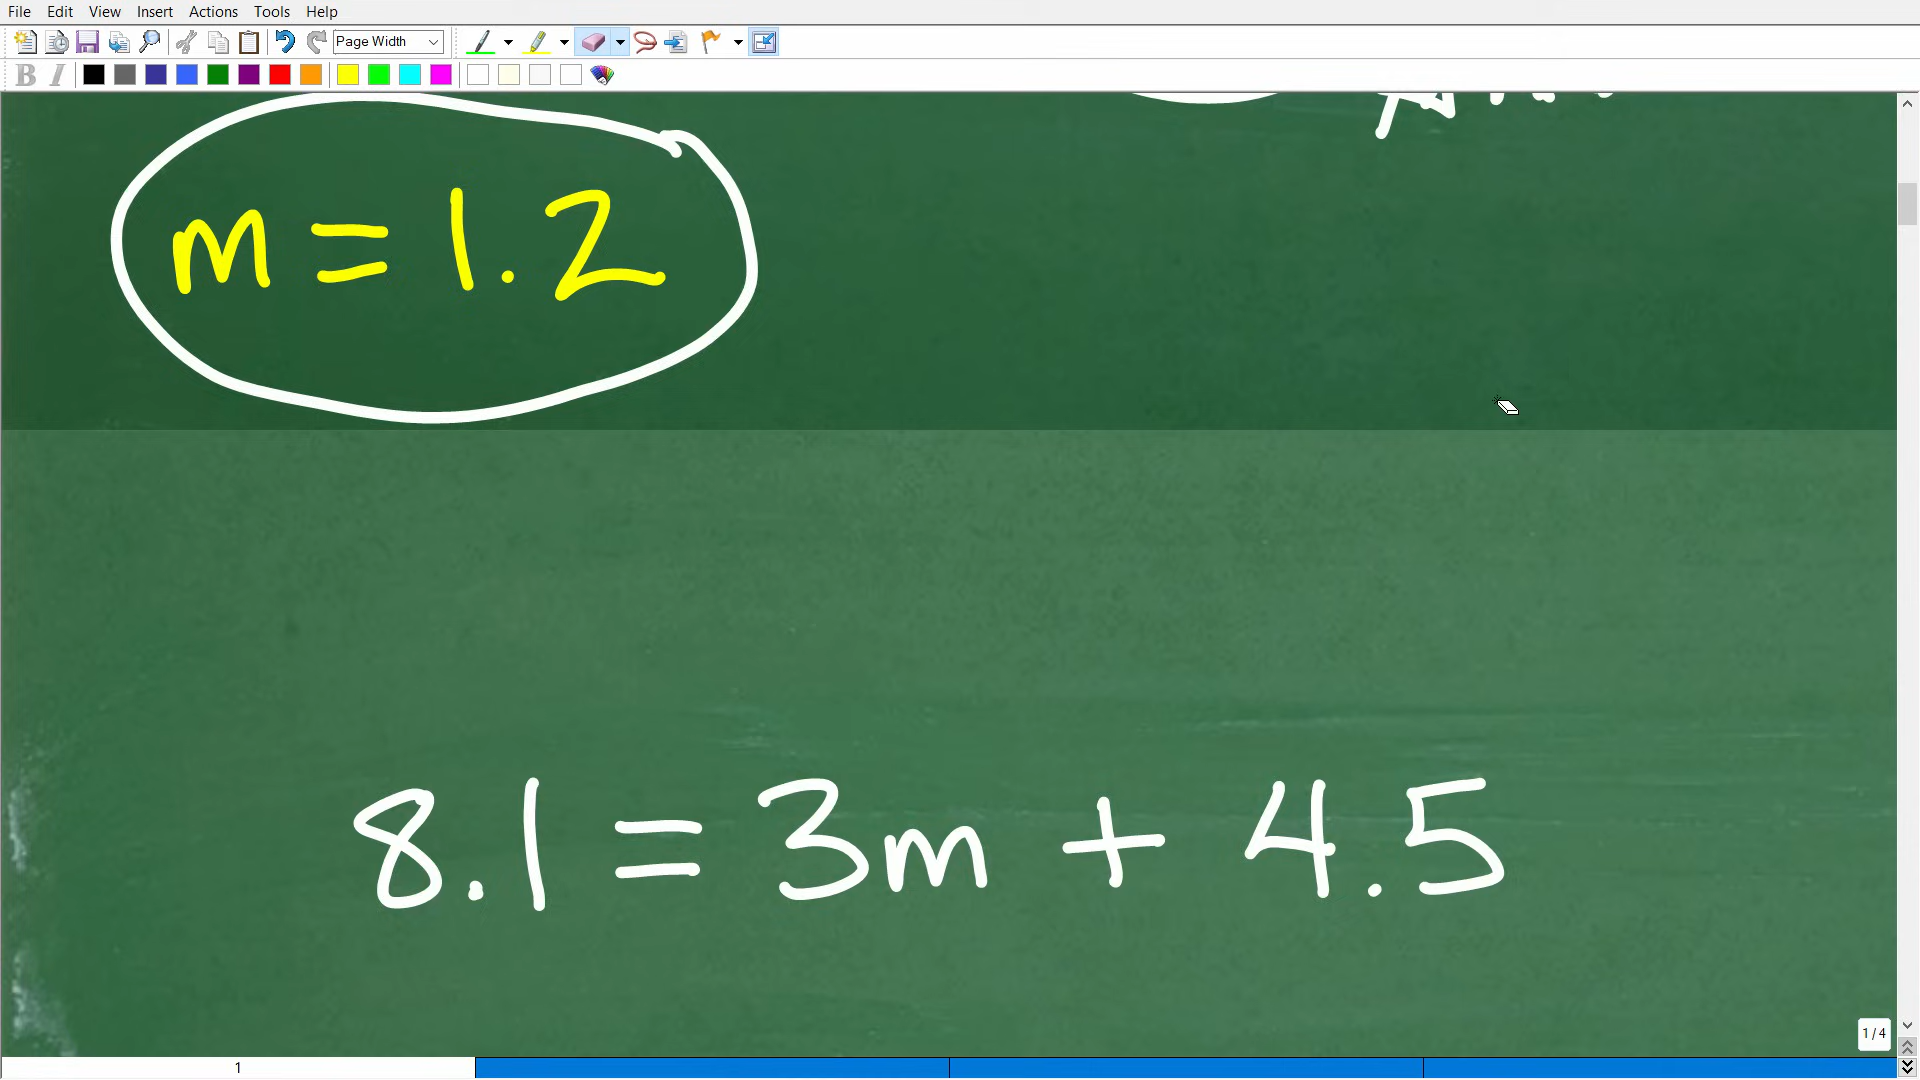 File Edit View Insert Actions Tools Help
Page Width
B I
m = 1.2
8.1 = 3m + 4.5
1 / 4
1